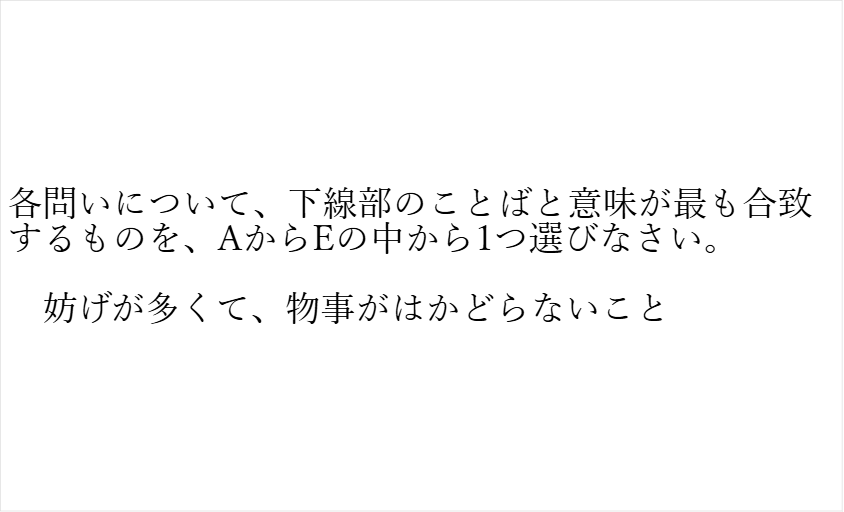 各問いについて、下線部のことばと意味が最も合致
するものを、AからEの中から1つ選びなさい。
妨げが多くて、物事がはかどらないこと